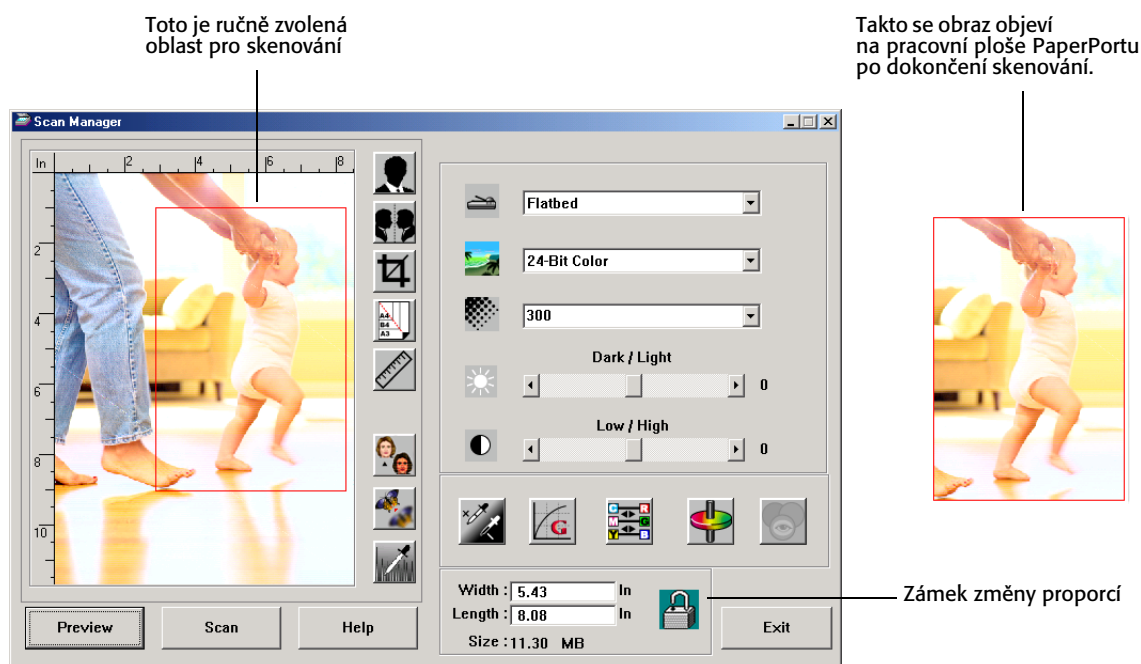 Toto je ručně zvolená
oblast pro skenování
Takto se obraz objeví
na pracovní ploše PaperPortu
po dokončení skenování.
Scan Manager
In 2 4 6 8
2
4
6
8
10
A4
B4
A3
Flatbed
24-Bit Color
300
Dark / Light
0
Low / High
0
G
C R
M G
Y B
Width : 5.43 In
Length : 8.08 In
Size : 11.30 MB
Zámek změny proporcí
Preview Scan Help Exit